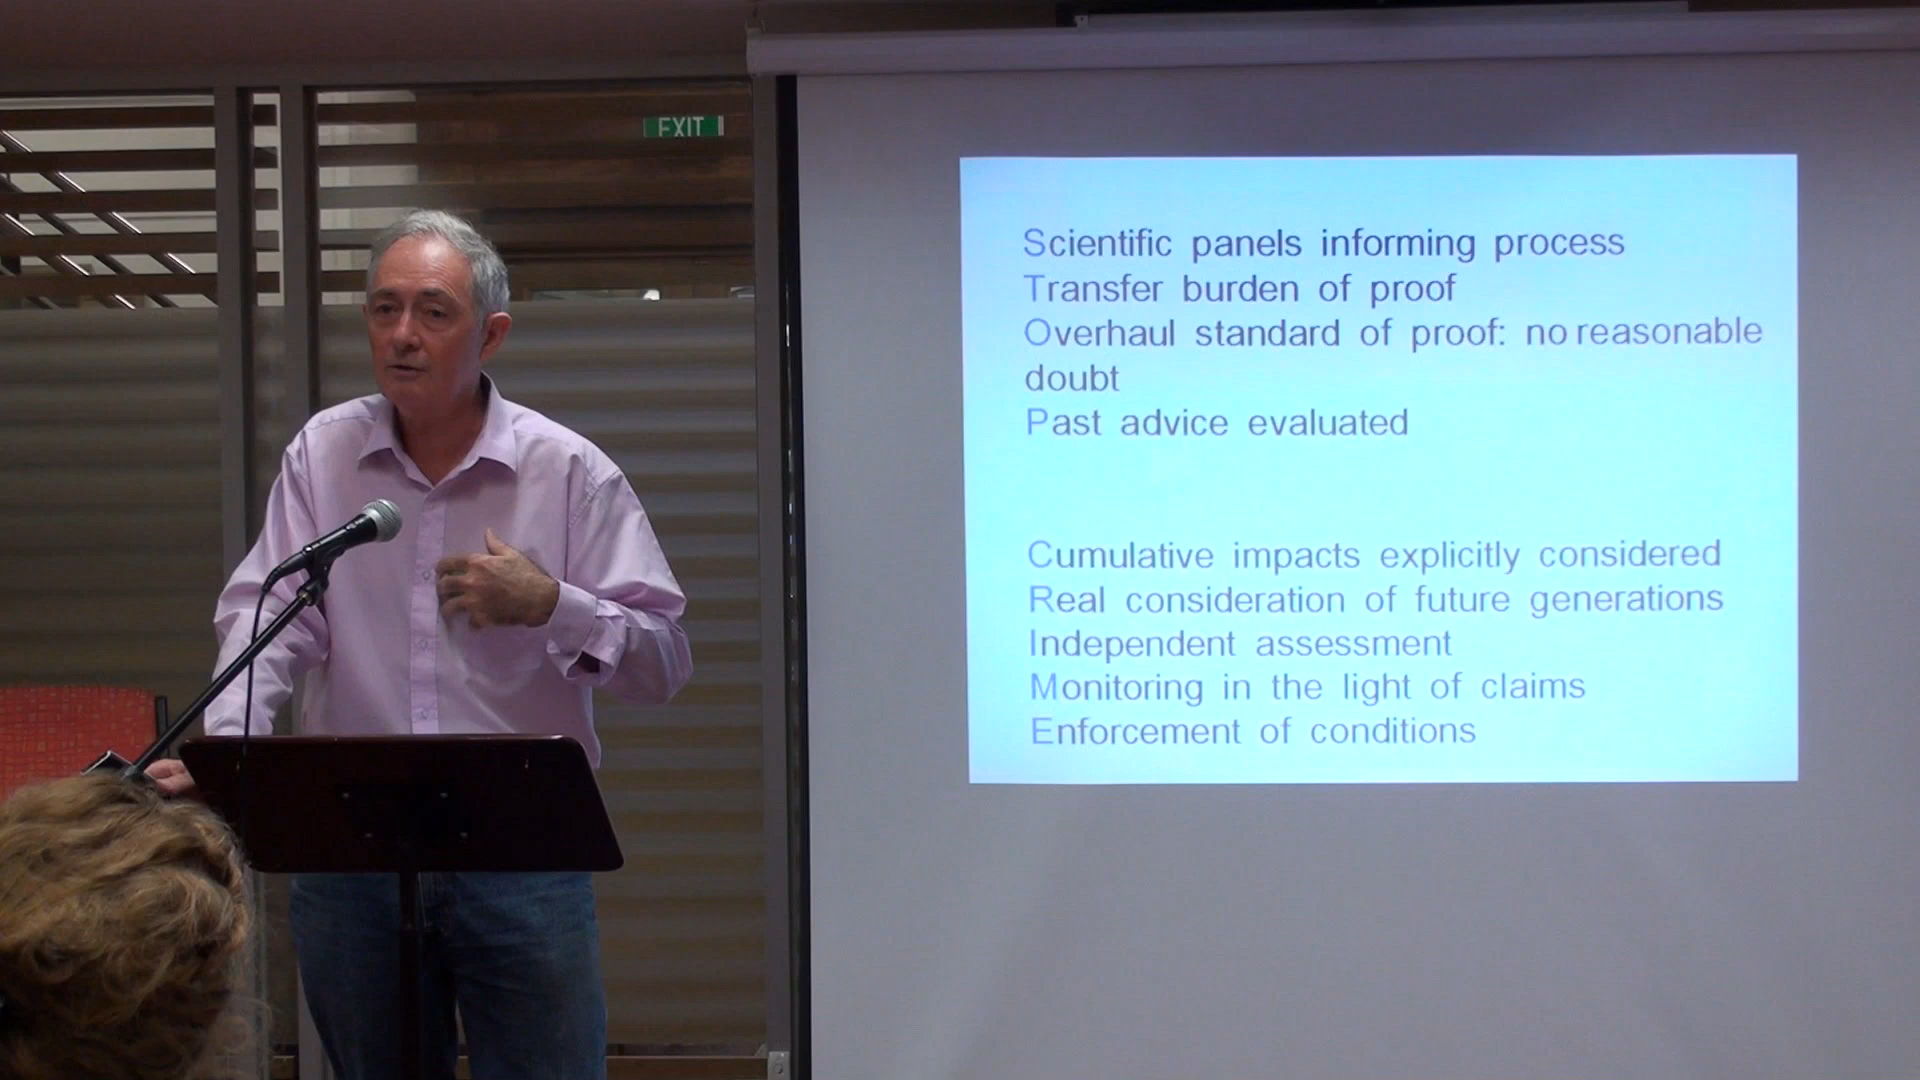 EXIT
Scientific panels informing process
Transfer burden of proof
Overhaul standard of proof: no reasonable
doubt
Past advice evaluated
Cumulative impacts explicitly considered
Real consideration of future generations
Independent assessment
Monitoring in the light of claims
Enforcement of conditions